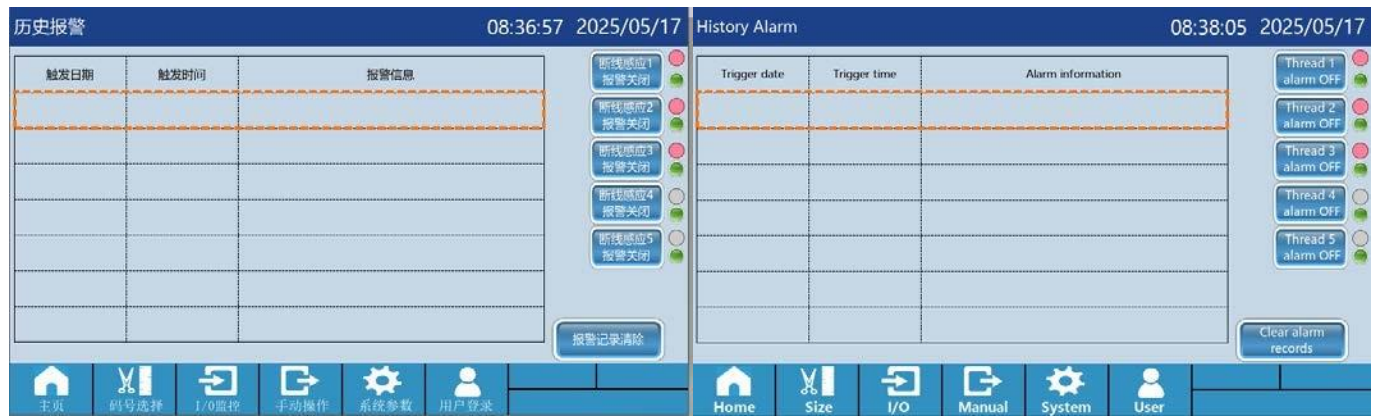 历史报警
08:36:57 2025/05/17
触发日期 触发时间 报警信息
断线感应1
报警关闭
断线感应2
报警关闭
断线感应3
报警关闭
断线感应4
报警关闭
断线感应5
报警关闭
报警记录清除
主页 码号选择 I/0监控 手动操作 系统参数 用户登录
History Alarm
08:38:05 2025/05/17
Trigger date Trigger time Alarm information
Thread 1
alarm OFF
Thread 2
alarm OFF
Thread 3
alarm OFF
Thread 4
alarm OFF
Thread 5
alarm OFF
Clear alarm
records
Home Size I/O Manual System User